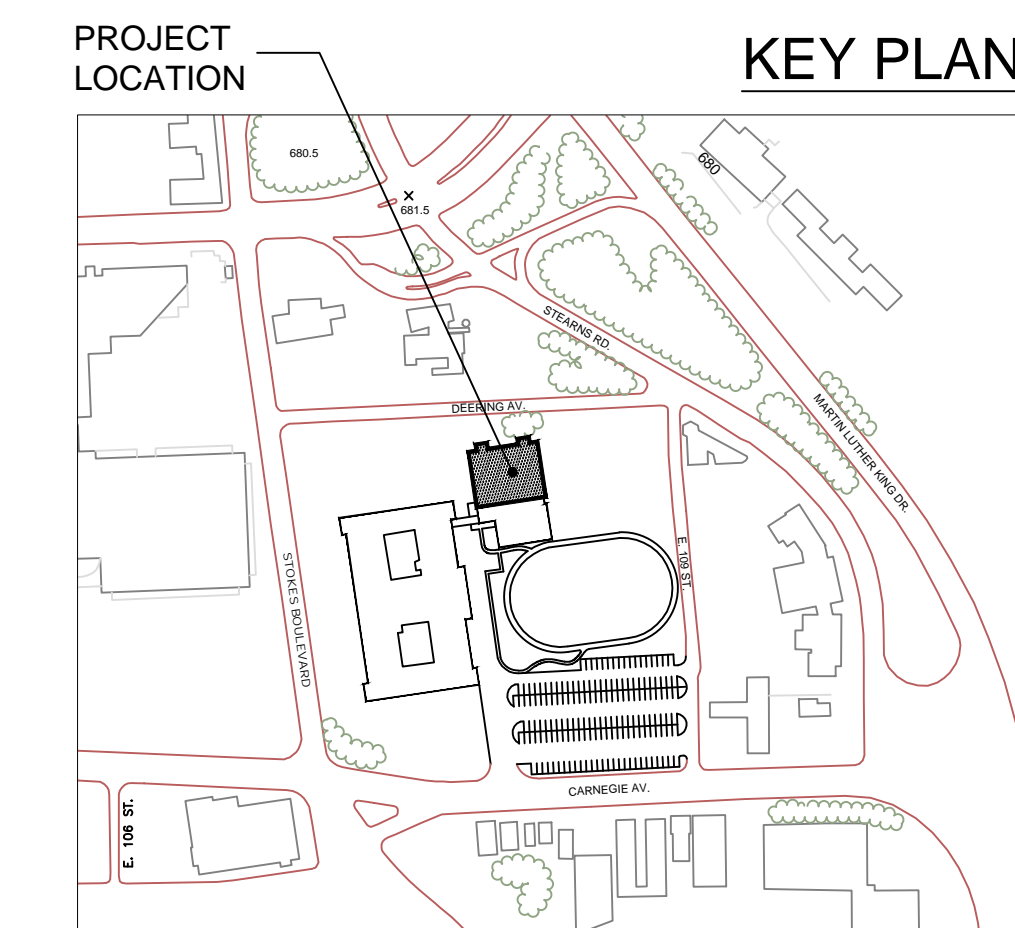 PROJECT
LOCATION
KEY PLAN
680.5
680
681.5
STEARNS RD.
DEERING AV.
MARTIN LUTHER KING DR.
E. 109 ST.
STOKES BOULEVARD
CARNEGIE AV.
E. 106 ST.